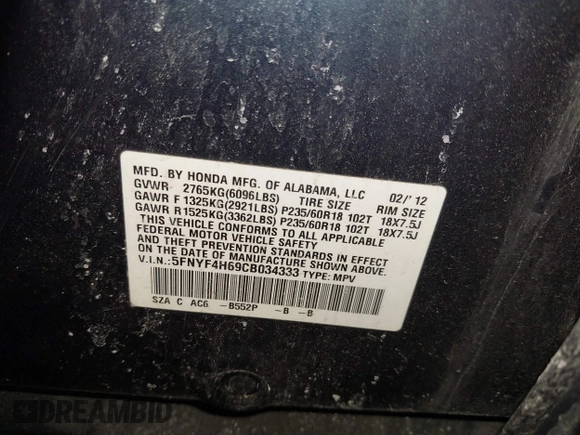 MFD. BY HONDA MFG. OF ALABAMA, LLC 02/'12
GVWR 2765KG(6096LBS) TIRE SIZE RIM SIZE
GAWR F 1325KG(2921LBS) P235/60R18 102T 18X7.5J
GAWR R 1525KG(3362LBS) P235/60R18 102T 18X7.5J
THIS VEHICLE CONFORMS TO ALL APPLICABLE
FEDERAL MOTOR VEHICLE SAFETY
AND THEFT PREVENTION STANDARDS
IN EFFECT ON THE
DATE OF MANUFACTURE SHOWN ABOVE.
V.I.N.:5FNYF4H69CB034333 TYPE: MPV
SZA C AC6 -B552P -B -B
DREAMBID